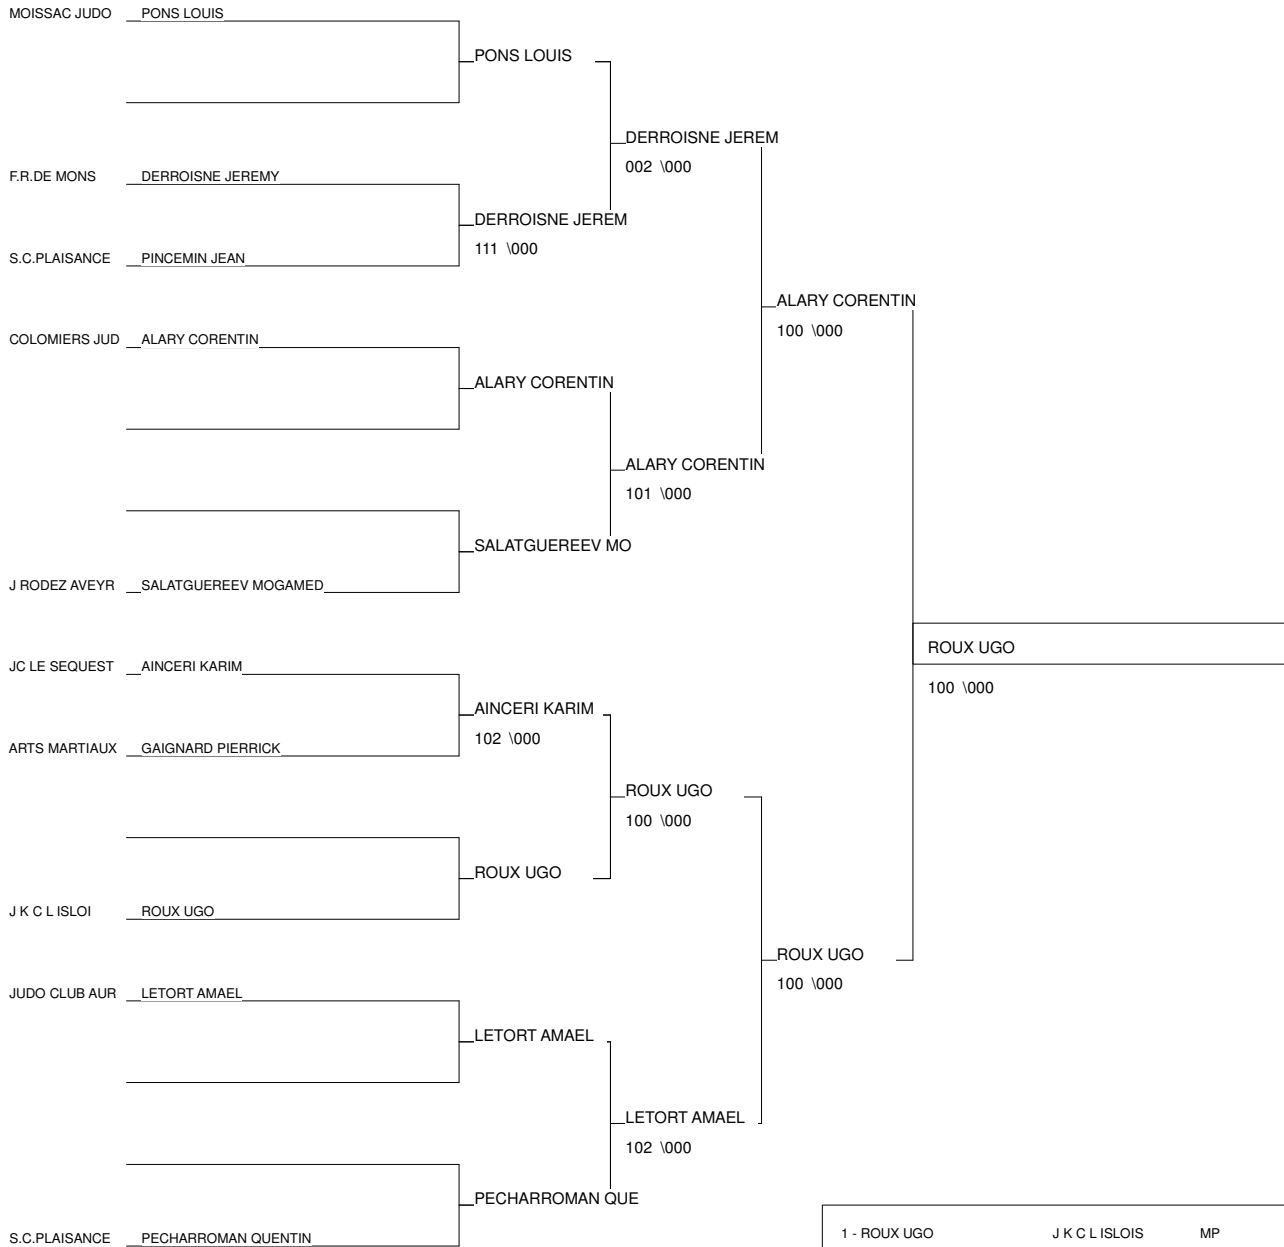 MOISSAC JUDO PONS LOUIS
PONS LOUIS
DERROISNE JEREM
002 \000
F.R.DE MONS DERROISNE JEREMY
DERROISNE JEREM
111 \000
S.C.PLAISANCE PINCEMIN JEAN
ALARY CORENTIN
100 \000
COLOMIERS JUD ALARY CORENTIN
ALARY CORENTIN
ALARY CORENTIN
101 \000
SALATGUEREEV MO
J RODEZ AVEYR SALATGUEREEV MOGAMED
ROUX UGO
100 \000
JC LE SEQUEST AINCERI KARIM
AINCERI KARIM
102 \000
ARTS MARTIAUX GAIGNARD PIERRICK
ROUX UGO
100 \000
ROUX UGO
J K C L ISLOI ROUX UGO
ROUX UGO
100 \000
JUDO CLUB AUR LETORT AMAEL
LETORT AMAEL
LETORT AMAEL
102 \000
PECHARROMAN QUE
S.C.PLAISANCE PECHARROMAN QUENTIN
1 - ROUX UGO J K C L ISLOIS MP